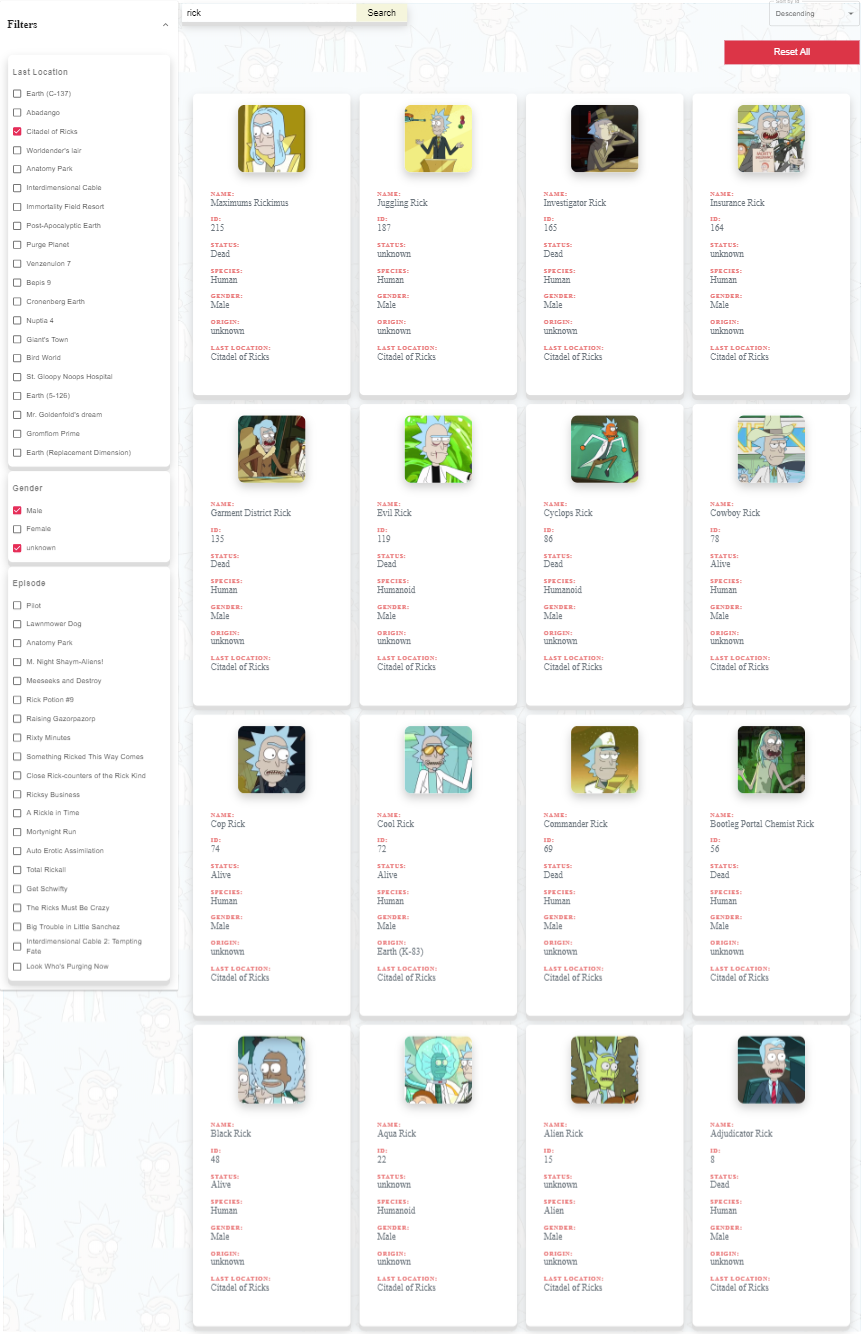 Filters
Last Location
Earth (C-137)
Abadango
Citadel of Ricks
Worldender's lair
Anatomy Park
Interdimensional Cable
Immortality Field Resort
Post-Apocalyptic Earth
Purge Planet
Venzenulon 7
Bepis 9
Cronenberg Earth
Nuptia 4
Giant's Town
Bird World
St. Gloopy Noops Hospital
Earth (5-126)
Mr. Goldenfold's dream
Gromflom Prime
Earth (Replacement Dimension)
Gender
Male
Female
unknown
Episode
Pilot
Lawnmower Dog
Anatomy Park
M. Night Shaym-Aliens!
Meeseeks and Destroy
Rick Potion #9
Raising Gazorpazorp
Rixty Minutes
Something Ricked This Way Comes
Close Rick-counters of the Rick Kind
Ricksy Business
A Rickle in Time
Mortynight Run
Auto Erotic Assimilation
Total Rickall
Get Schwifty
The Ricks Must Be Crazy
Big Trouble in Little Sanchez
Interdimensional Cable 2: Tempting
Fate
Look Who's Purging Now
rick
Search
Sort by Id
Descending
Reset All
NAME:
Maximums Rickimus
ID:
215
STATUS:
Dead
SPECIES:
Human
GENDER:
Male
ORIGIN:
unknown
LAST LOCATION:
Citadel of Ricks
NAME:
Juggling Rick
ID:
187
STATUS:
unknown
SPECIES:
Human
GENDER:
Male
ORIGIN:
unknown
LAST LOCATION:
Citadel of Ricks
NAME:
Investigator Rick
ID:
165
STATUS:
Dead
SPECIES:
Human
GENDER:
Male
ORIGIN:
unknown
LAST LOCATION:
Citadel of Ricks
NAME:
Insurance Rick
ID:
164
STATUS:
unknown
SPECIES:
Human
GENDER:
Male
ORIGIN:
unknown
LAST LOCATION:
Citadel of Ricks
NAME:
Garment District Rick
ID:
135
STATUS:
Dead
SPECIES:
Human
GENDER:
Male
ORIGIN:
unknown
LAST LOCATION:
Citadel of Ricks
NAME:
Evil Rick
ID:
119
STATUS:
Dead
SPECIES:
Humanoid
GENDER:
Male
ORIGIN:
unknown
LAST LOCATION:
Citadel of Ricks
NAME:
Cyclops Rick
ID:
86
STATUS:
Dead
SPECIES:
Humanoid
GENDER:
Male
ORIGIN:
unknown
LAST LOCATION:
Citadel of Ricks
NAME:
Cowboy Rick
ID:
78
STATUS:
Alive
SPECIES:
Human
GENDER:
Male
ORIGIN:
unknown
LAST LOCATION:
Citadel of Ricks
NAME:
Cop Rick
ID:
74
STATUS:
Alive
SPECIES:
Human
GENDER:
Male
ORIGIN:
unknown
LAST LOCATION:
Citadel of Ricks
NAME:
Cool Rick
ID:
72
STATUS:
Alive
SPECIES:
Human
GENDER:
Male
ORIGIN:
Earth (K-83)
LAST LOCATION:
Citadel of Ricks
NAME:
Commander Rick
ID:
69
STATUS:
Dead
SPECIES:
Human
GENDER:
Male
ORIGIN:
unknown
LAST LOCATION:
Citadel of Ricks
NAME:
Bootleg Portal Chemist Rick
ID:
56
STATUS:
Dead
SPECIES:
Human
GENDER:
Male
ORIGIN:
unknown
LAST LOCATION:
Citadel of Ricks
NAME:
Black Rick
ID:
48
STATUS:
Alive
SPECIES:
Human
GENDER:
Male
ORIGIN:
unknown
LAST LOCATION:
Citadel of Ricks
NAME:
Aqua Rick
ID:
22
STATUS:
unknown
SPECIES:
Humanoid
GENDER:
Male
ORIGIN:
unknown
LAST LOCATION:
Citadel of Ricks
NAME:
Alien Rick
ID:
15
STATUS:
unknown
SPECIES:
Alien
GENDER:
Male
ORIGIN:
unknown
LAST LOCATION:
Citadel of Ricks
NAME:
Adjudicator Rick
ID:
8
STATUS:
Dead
SPECIES:
Human
GENDER:
Male
ORIGIN:
unknown
LAST LOCATION:
Citadel of Ricks